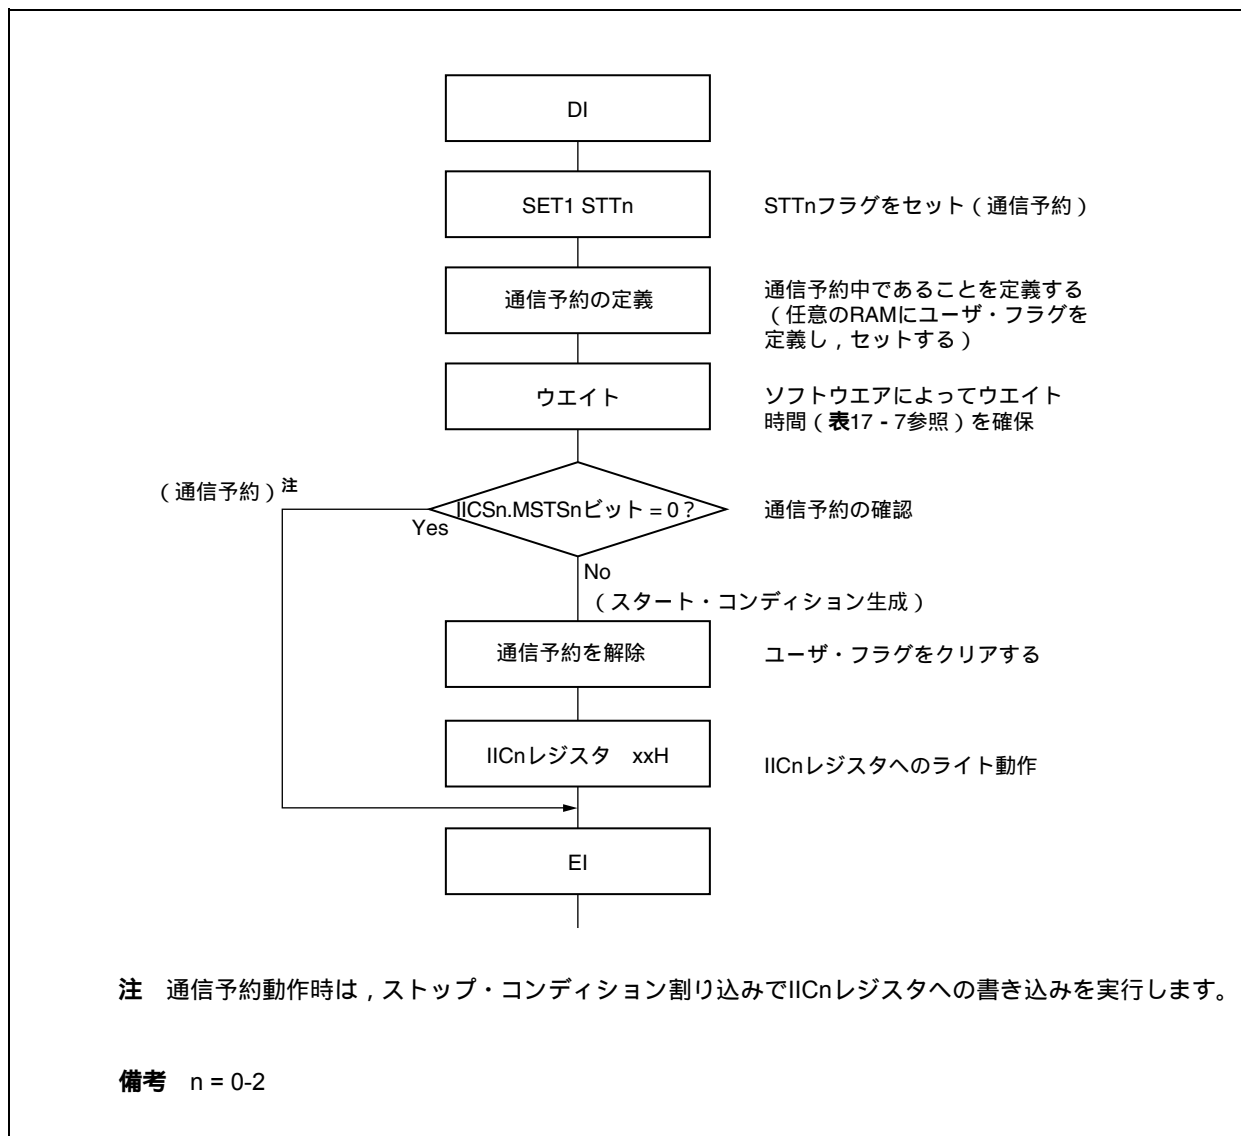 DI
SET1 STTn
STTnフラグをセット（通信予約）
通信予約の定義
通信予約中であることを定義する
（任意のRAMにユーザ・フラグを
定義し，セットする）
ウエイト
ソフトウエアによってウエイト
時間（表17 - 7参照）を確保
（通信予約）注
IICSn.MSTSnビット = 0？
通信予約の確認
Yes
No
（スタート・コンディション生成）
通信予約を解除
ユーザ・フラグをクリアする
IICnレジスタ　xxH
IICnレジスタへのライト動作
EI
注　通信予約動作時は，ストップ・コンディション割り込みでIICnレジスタへの書き込みを実行します。
備考　n = 0-2